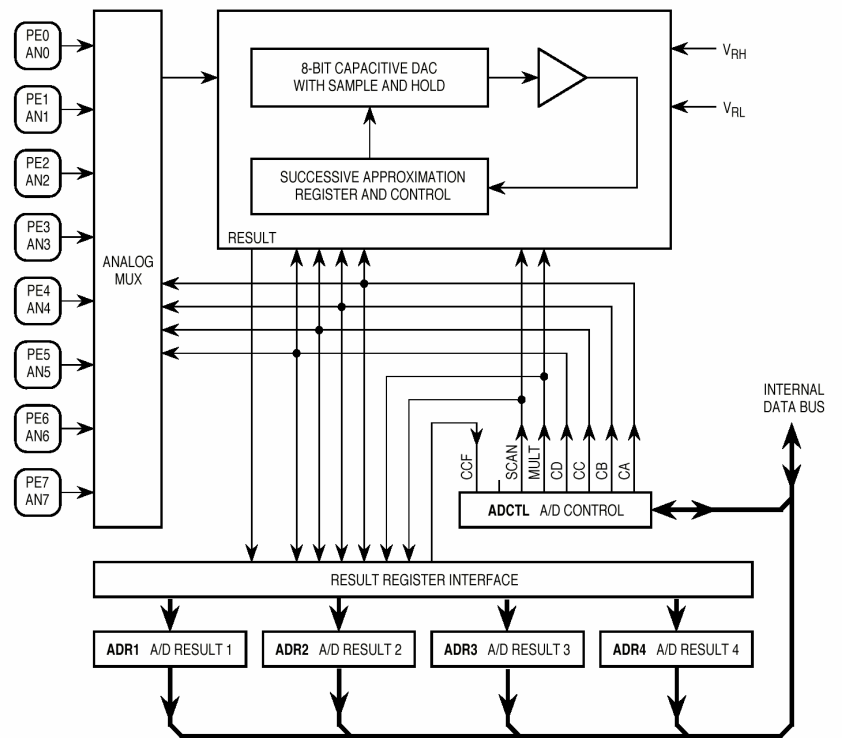 PE0
AN0
PE1
AN1
PE2
AN2
PE3
AN3
PE4
AN4
PE5
AN5
PE6
AN6
PE7
AN7
ANALOG
MUX
8-BIT CAPACITIVE DAC
WITH SAMPLE AND HOLD
SUCCESSIVE APPROXIMATION
REGISTER AND CONTROL
RESULT
VRH
VRL
INTERNAL
DATA BUS
CCF
SCAN
MULT
CD
CC
CB
CA
ADCTL A/D CONTROL
RESULT REGISTER INTERFACE
ADR1 A/D RESULT 1
ADR2 A/D RESULT 2
ADR3 A/D RESULT 3
ADR4 A/D RESULT 4